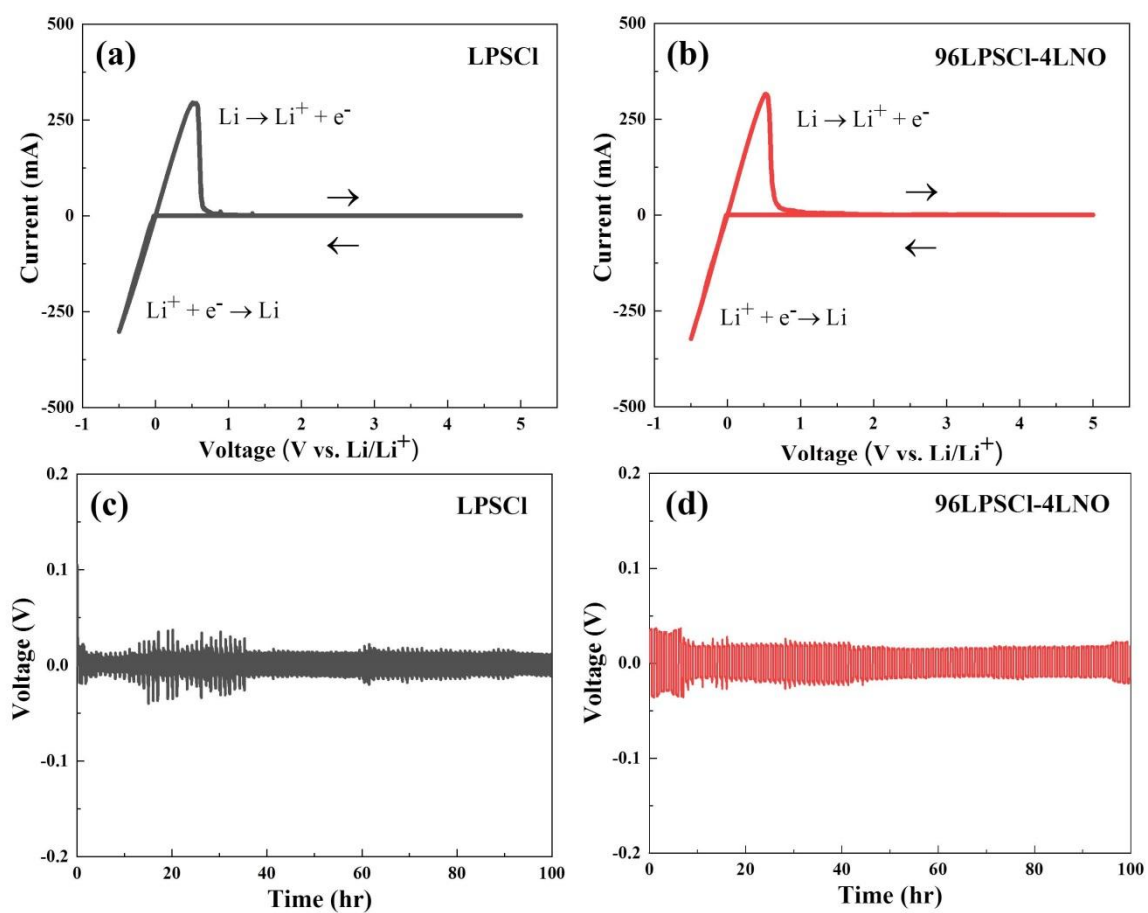 (a)
LPSCl
500
250
0
-250
-500
Current (mA)
Li → Li⁺ + e⁻
→
←
Li⁺ + e⁻ → Li
-1
0
1
2
3
4
5
Voltage (V vs. Li/Li⁺)
(b)
96LPSCl-4LNO
500
250
0
-250
-500
Current (mA)
Li → Li⁺ + e⁻
→
←
Li⁺ + e⁻ → Li
-1
0
1
2
3
4
5
Voltage (V vs. Li/Li⁺)
(c)
LPSCl
0.2
0.1
0.0
-0.1
-0.2
Voltage (V)
0
20
40
60
80
100
Time (hr)
(d)
96LPSCl-4LNO
0.2
0.1
0.0
-0.1
-0.2
Voltage (V)
0
20
40
60
80
100
Time (hr)